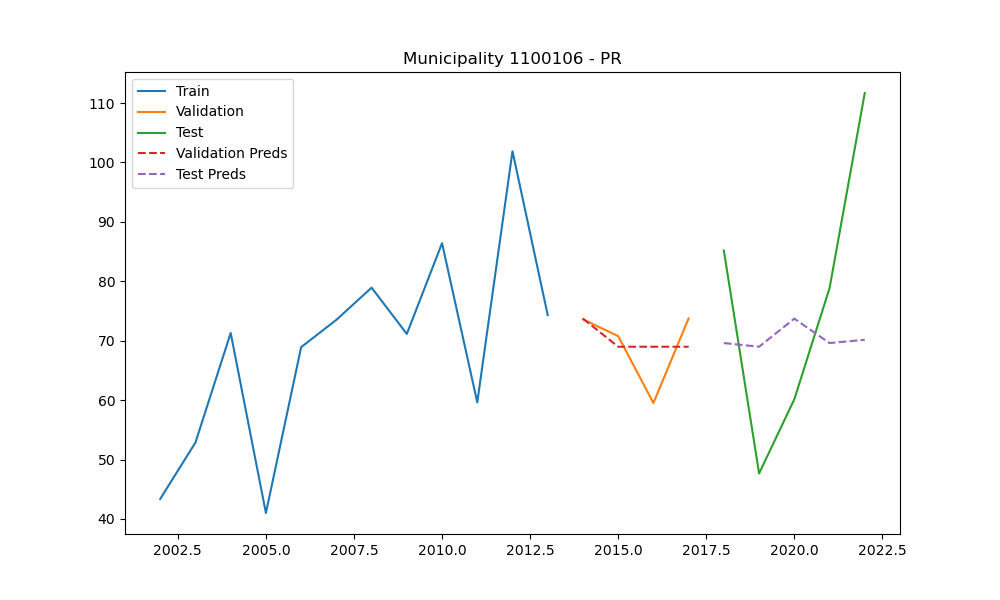 Municipality 1100106 - PR
Train
Validation
Test
Validation Preds
Test Preds
110
100
90
80
70
60
50
40
2002.5 2005.0 2007.5 2010.0 2012.5 2015.0 2017.5 2020.0 2022.5